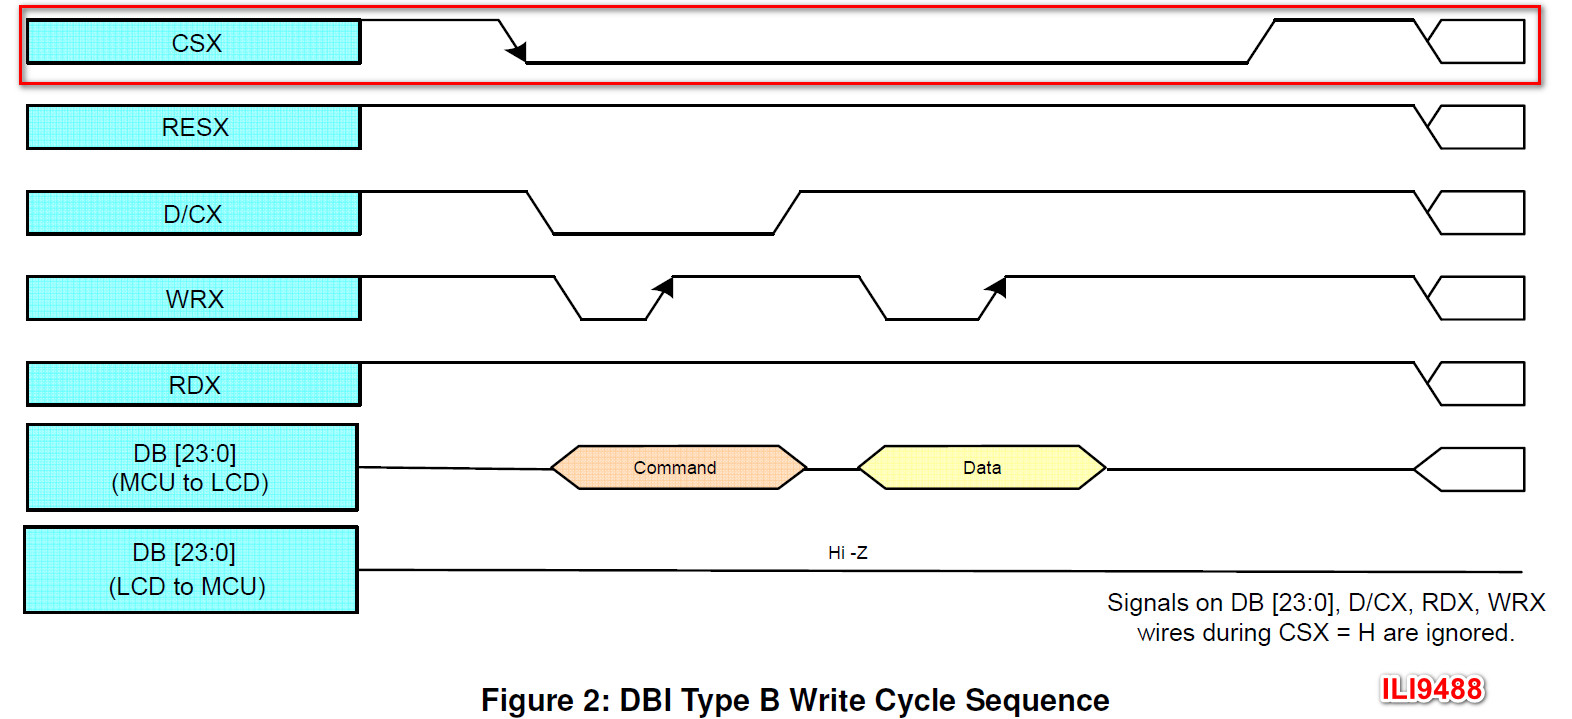 CSX
RESX
D/CX
WRX
RDX
DB [23:0]
(MCU to LCD)
Command
Data
DB [23:0]
(LCD to MCU)
Hi -Z
Signals on DB [23:0], D/CX, RDX, WRX
wires during CSX = H are ignored.
Figure 2: DBI Type B Write Cycle Sequence
ILI9488